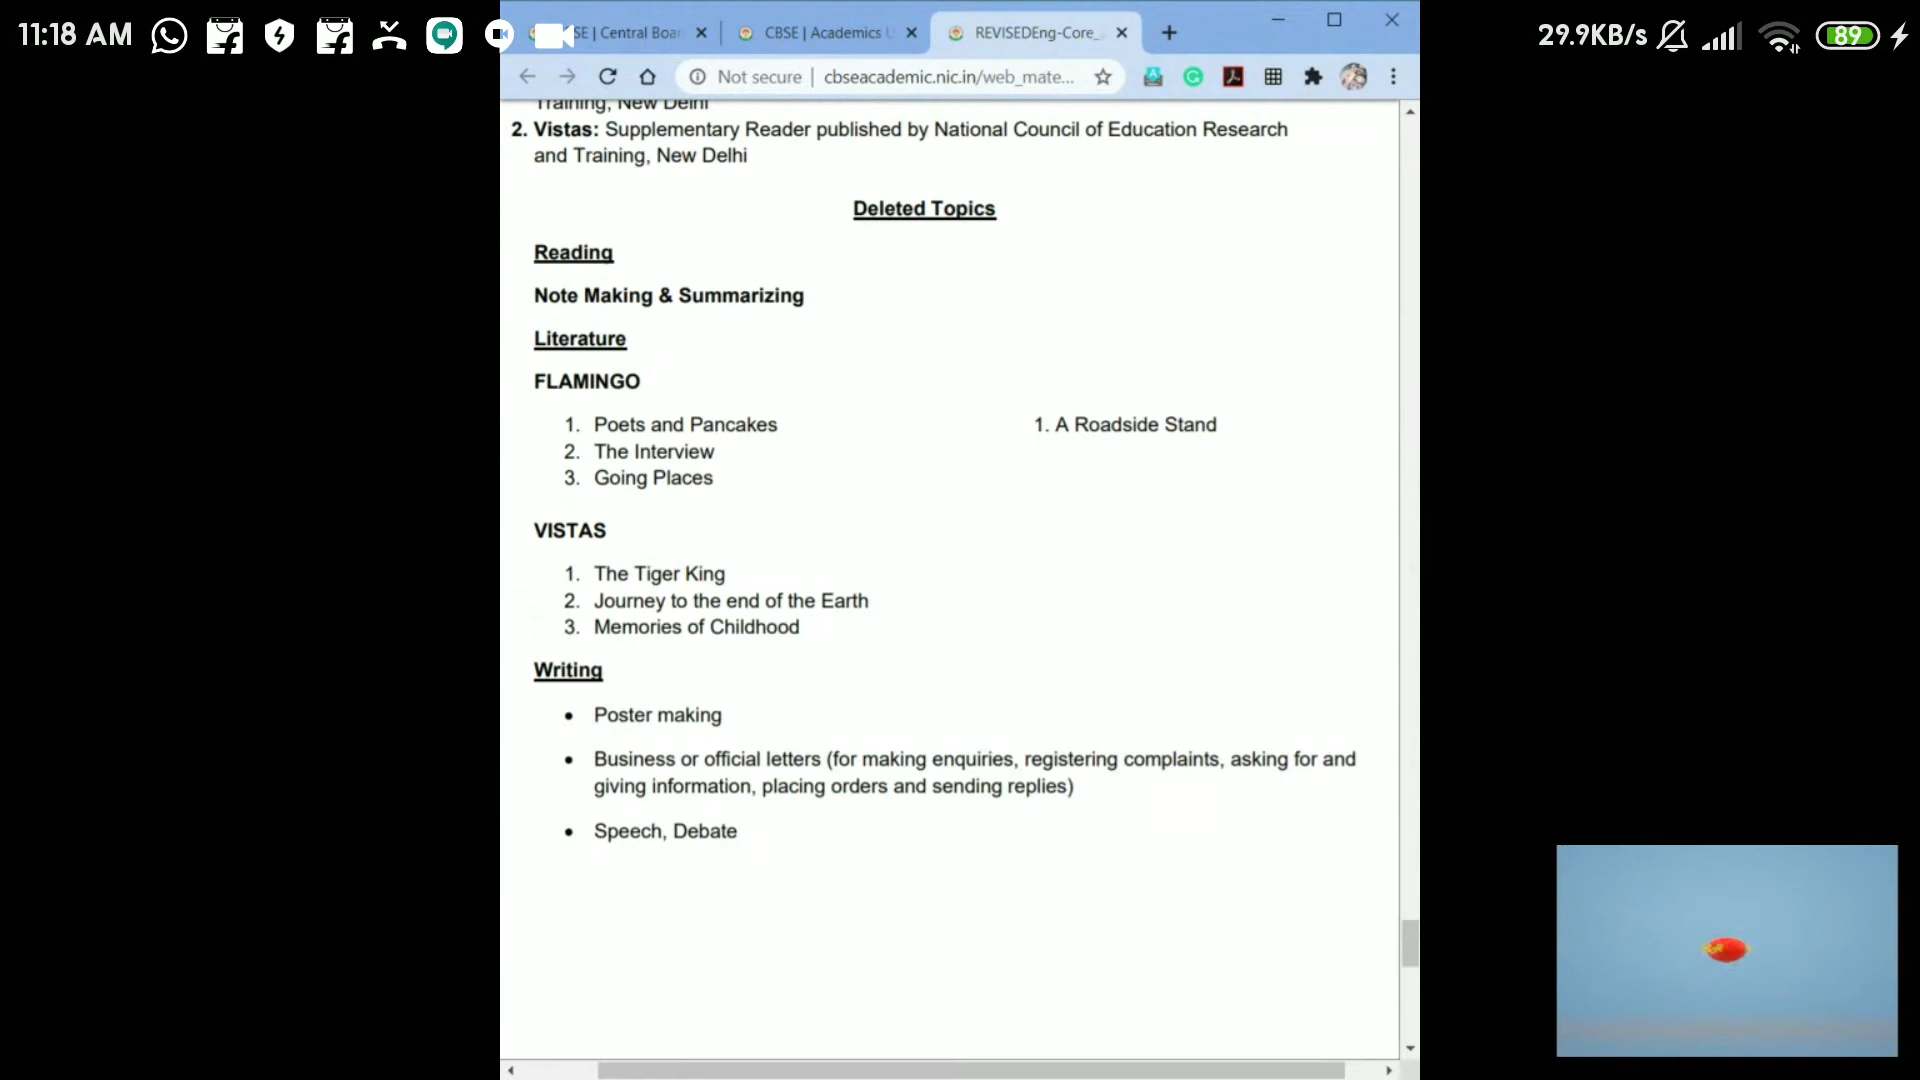 11:18 AM
29.9KB/s
89
SE | Central Boar
CBSE | Academics U
REVISEDEng-Core_
Not secure | cbseacademic.nic.in/web_mate...
Training, New Delhi
2. Vistas: Supplementary Reader published by National Council of Education Research
and Training, New Delhi
Deleted Topics
Reading
Note Making & Summarizing
Literature
FLAMINGO
1. Poets and Pancakes
1. A Roadside Stand
2. The Interview
3. Going Places
VISTAS
1. The Tiger King
2. Journey to the end of the Earth
3. Memories of Childhood
Writing
• Poster making
• Business or official letters (for making enquiries, registering complaints, asking for and
giving information, placing orders and sending replies)
• Speech, Debate